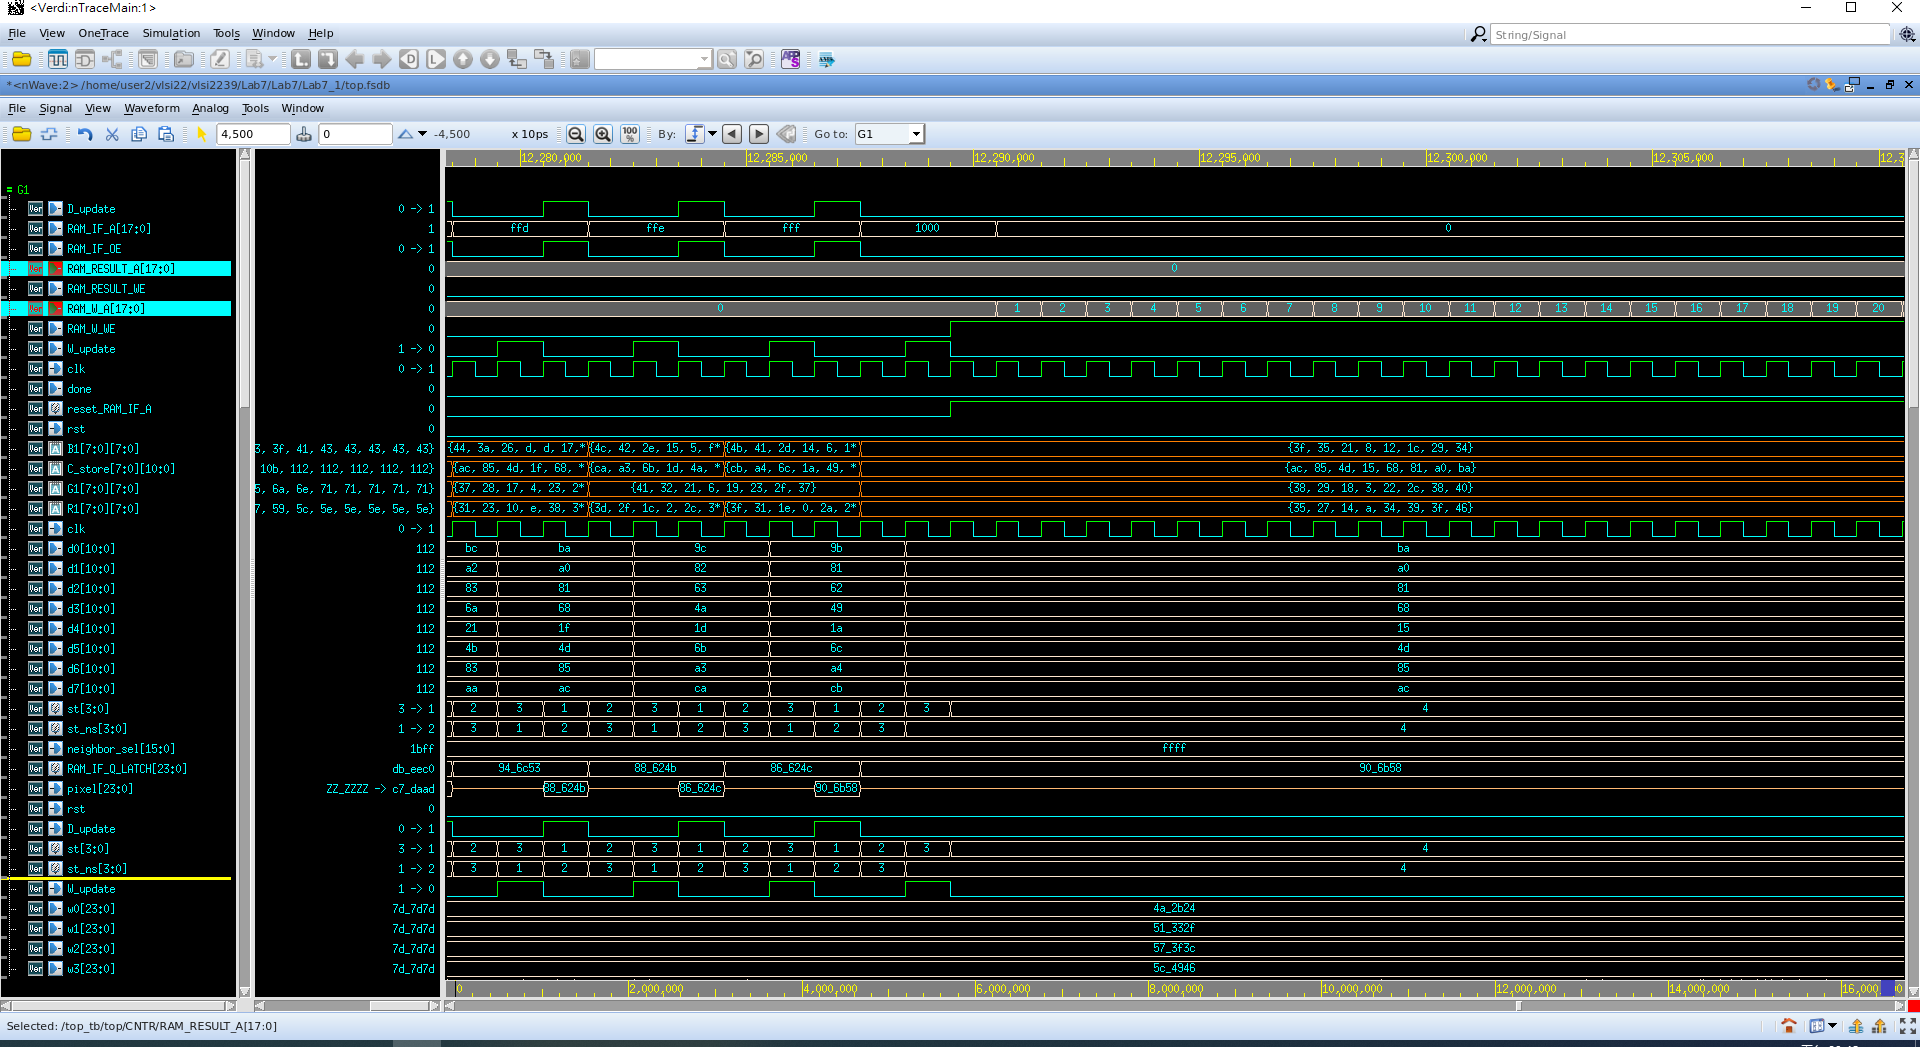 <Verdi:nTraceMain:1>
File View OneTrace Simulation Tools Window Help
String/Signal
*<nWave:2> /home/user2/vlsi22/vlsi2239/Lab7/Lab7/Lab7_1/top.fsdb
File Signal View Waveform Analog Tools Window
4,500 0 -4,500 x 10ps 100% By: Go to: G1
12,280,000 12,285,000 12,290,000 12,295,000 12,300,000 12,305,000 12,3
G1
D_update 0 -> 1
RAM_IF_A[17:0] 1 ffd ffe fff 1000 0
RAM_IF_OE 0 -> 1
RAM_RESULT_A[17:0] 0 0
RAM_RESULT_WE 0
RAM_W_A[17:0] 0 0 1 2 3 4 5 6 7 8 9 10 11 12 13 14 15 16 17 18 19 20
RAM_W_WE 0
W_update 1 -> 0
clk 0 -> 1
done 0
reset_RAM_IF_A 0
rst 0
B1[7:0][7:0] 3, 3f, 41, 43, 43, 43, 43, 43} {44, 3a, 26, d, d, 17,* {4c, 42, 2e, 15, 5, f* {4b, 41, 2d, 14, 6, 1* {3f, 35, 21, 8, 12, 1c, 29, 34}
C_store[7:0][10:0] 10b, 112, 112, 112, 112, 112} {ac, 85, 4d, 1f, 68, * {ca, a3, 6b, 1d, 4a, * {cb, a4, 6c, 1a, 49, * {ac, 85, 4d, 15, 68, 81, a0, ba}
G1[7:0][7:0] 5, 6a, 6e, 71, 71, 71, 71, 71} {37, 28, 17, 4, 23, 2* {41, 32, 21, 6, 19, 23, 2f, 37} {38, 29, 18, 3, 22, 2c, 38, 40}
R1[7:0][7:0] 7, 59, 5c, 5e, 5e, 5e, 5e, 5e} {31, 23, 10, e, 38, 3* {3d, 2f, 1c, 2, 2c, 3* {3f, 31, 1e, 0, 2a, 2* {35, 27, 14, a, 34, 39, 3f, 46}
clk 0 -> 1
d0[10:0] 112 bc ba 9c 9b ba
d1[10:0] 112 a2 a0 82 81 a0
d2[10:0] 112 83 81 63 62 81
d3[10:0] 112 6a 68 4a 49 68
d4[10:0] 112 21 1f 1d 1a 15
d5[10:0] 112 4b 4d 6b 6c 4d
d6[10:0] 112 83 85 a3 a4 85
d7[10:0] 112 aa ac ca cb ac
st[3:0] 3 -> 1 2 3 1 2 3 1 2 3 1 2 3 4
st_ns[3:0] 1 -> 2 3 1 2 3 1 2 3 1 2 3 4
neighbor_sel[15:0] 1bff ffff
RAM_IF_Q_LATCH[23:0] db_eec0 94_6c53 88_624b 86_624c 90_6b58
pixel[23:0] ZZ_ZZZZ -> c7_daad 88_624b 86_624c 90_6b58
rst 0
D_update 0 -> 1
st[3:0] 3 -> 1 2 3 1 2 3 1 2 3 1 2 3 4
st_ns[3:0] 1 -> 2 3 1 2 3 1 2 3 1 2 3 4
W_update 1 -> 0
w0[23:0] 7d_7d7d 4a_2b24
w1[23:0] 7d_7d7d 51_332f
w2[23:0] 7d_7d7d 57_3f3c
w3[23:0] 7d_7d7d 5c_4946
0 2,000,000 4,000,000 6,000,000 8,000,000 10,000,000 12,000,000 14,000,000 16,000
Selected: /top_tb/top/CNTR/RAM_RESULT_A[17:0]